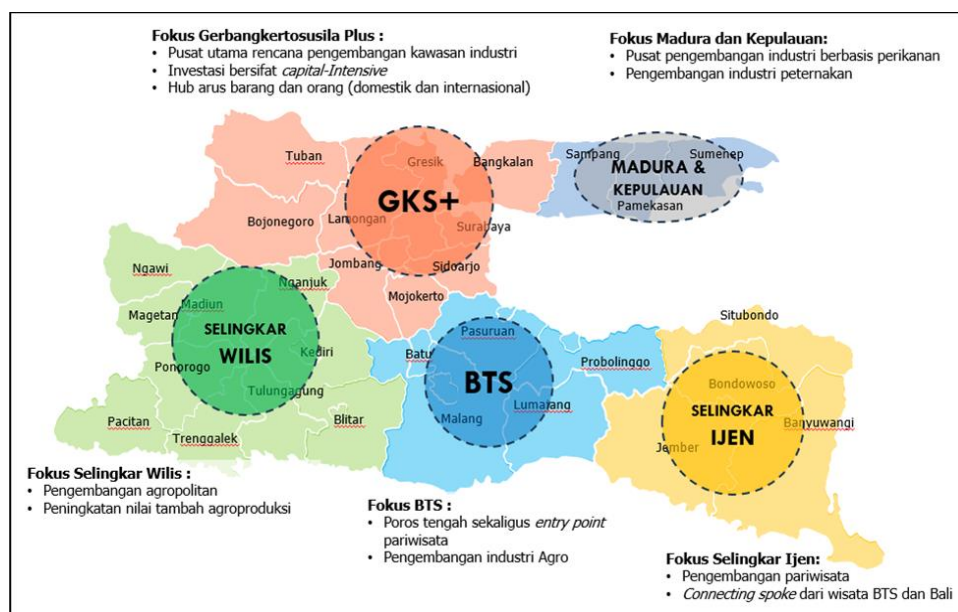 Fokus Gerbangkertosusila Plus :
• Pusat utama rencana pengembangan kawasan industri
• Investasi bersifat capital-Intensive
• Hub arus barang dan orang (domestik dan internasional)
Fokus Madura dan Kepulauan:
• Pusat pengembangan industri berbasis perikanan
• Pengembangan industri peternakan
Tuban
Gresik
Bangkalan
Sampang
Sumenep
MADURA &
KEPULAUAN
Pamekasan
GKS+
Bojonegoro
Lamongan
Surabaya
Jombang
Sidoarjo
Mojokerto
Ngawi
Nganjuk
Madiun
Magetan
SELINGKAR
WILIS
Kediri
Ponorogo
Tulungagung
Pacitan
Trenggalek
Blitar
Pasuruan
Batu
BTS
Probolinggo
Malang
Lumajang
Situbondo
Bondowoso
SELINGKAR
IJEN
Banyuwangi
Jember
Fokus Selingkar Wilis :
• Pengembangan agropolitan
• Peningkatan nilai tambah agroproduksi
Fokus BTS :
• Poros tengah sekaligus entry point
pariwisata
• Pengembangan industri Agro
Fokus Selingkar Ijen:
• Pengembangan pariwisata
• Connecting spoke dari wisata BTS dan Bali